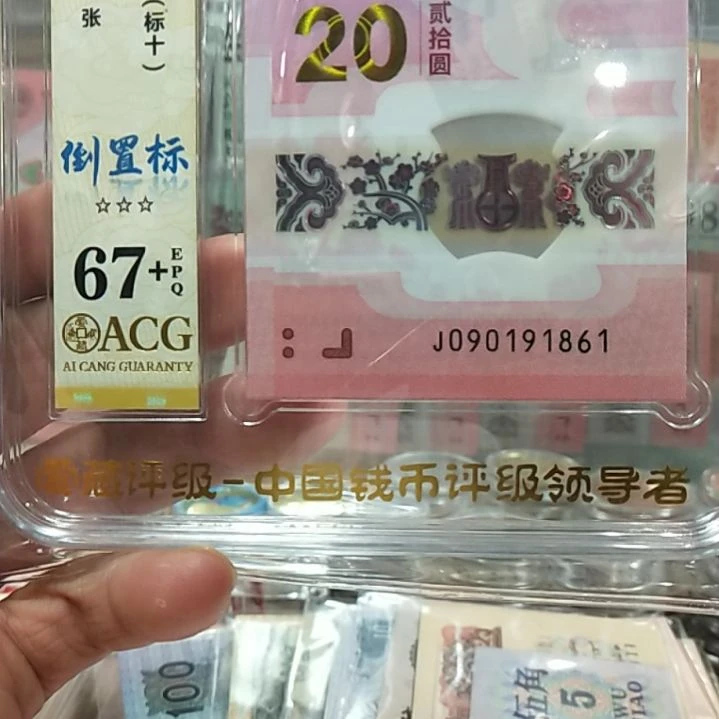 张
（标十）
20
贰拾圆
倒置标
☆☆☆
67+
EPQ
ACG
AI CANG GUARANTY
J090191861
藏评级-中国钱币评级领导者
100
伍角
5
WU